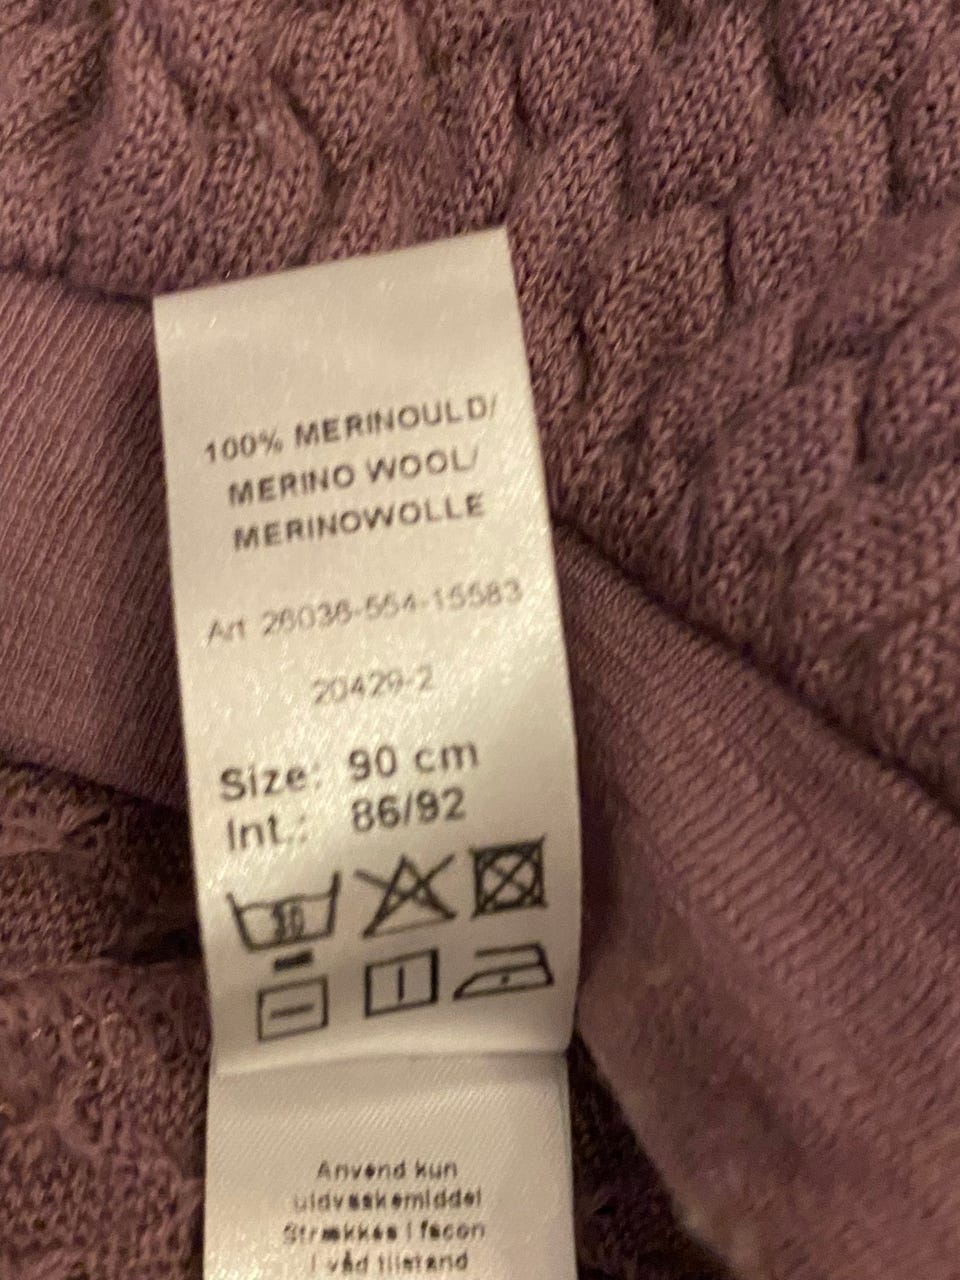 100% MERINOULD/
MERINO WOOL/
MERINOWOLLE
Art 26036-554-15583
20429-2
Size: 90 cm
Int.: 86/92
30
Anvend kun
uldvaskemiddel
Strækkes i facon
i våd tilstand